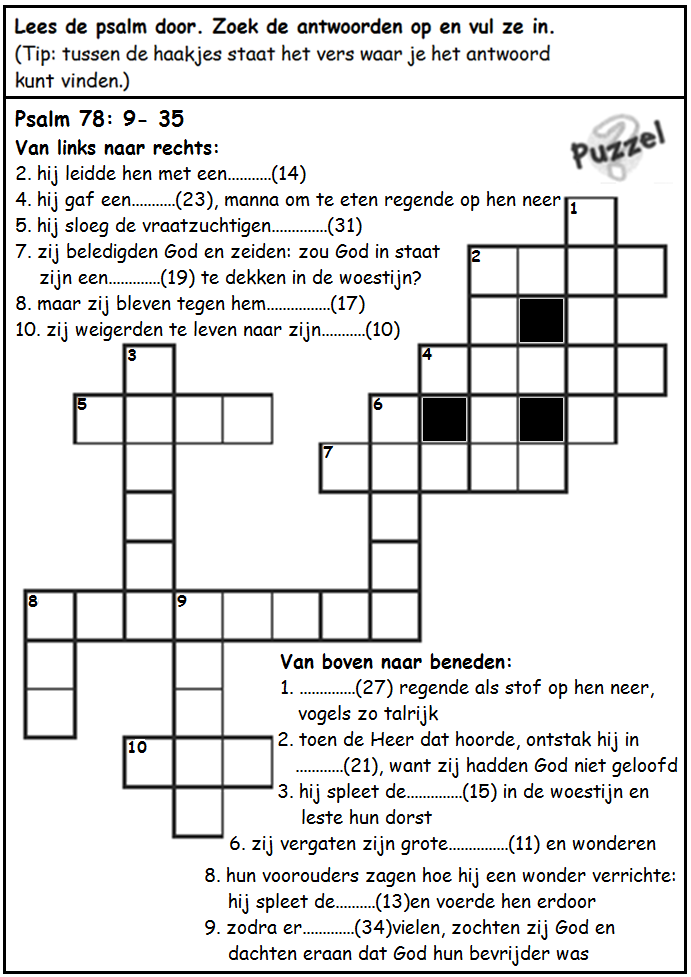 Lees de psalm door. Zoek de antwoorden op en vul ze in.
(Tip: tussen de haakjes staat het vers waar je het antwoord
kunt vinden.)
Psalm 78: 9- 35
Puzzel
Van links naar rechts:
2. hij leidde hen met een...........(14)
4. hij gaf een...........(23), manna om te eten regende op hen neer
5. hij sloeg de vraatzuchtigen..............(31)
7. zij beledigden God en zeiden: zou God in staat
zijn een.............(19) te dekken in de woestijn?
8. maar zij bleven tegen hem................(17)
10. zij weigerden te leven naar zijn...........(10)
1
2
3
4
5
6
7
8
9
10
Van boven naar beneden:
1. ..............(27) regende als stof op hen neer,
vogels zo talrijk
2. toen de Heer dat hoorde, ontstak hij in
............(21), want zij hadden God niet geloofd
3. hij spleet de..............(15) in de woestijn en
leste hun dorst
6. zij vergaten zijn grote...............(11) en wonderen
8. hun voorouders zagen hoe hij een wonder verrichte:
hij spleet de..........(13)en voerde hen erdoor
9. zodra er.............(34)vielen, zochten zij God en
dachten eraan dat God hun bevrijder was